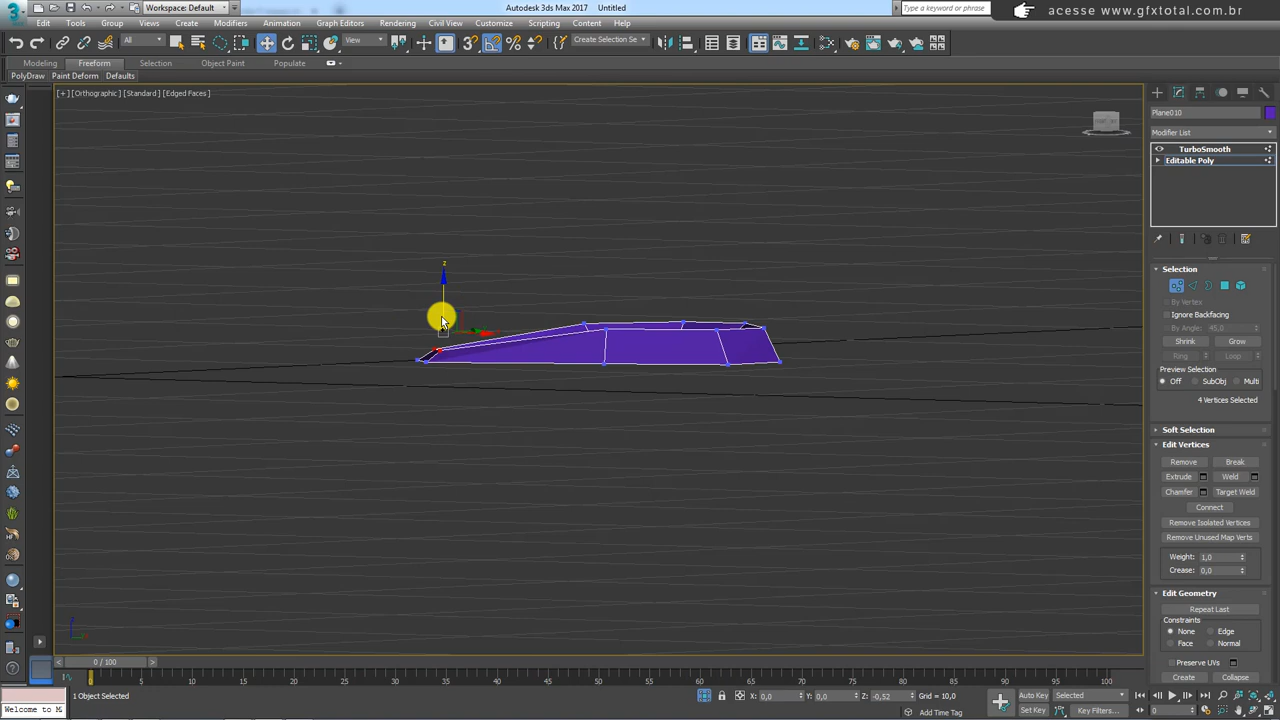 Workspace: Default
Autodesk 3ds Max 2017    Untitled
Type a keyword or phrase
acesse www.gfxtotal.com.br
Edit Tools Group Views Create Modifiers Animation Graph Editors Rendering Civil View Customize Scripting Content Help
All View Create Selection Se
Modeling Freeform Selection Object Paint Populate
PolyDraw Paint Deform Defaults
[+] [Orthographic] [Standard] [Edged Faces]
z
Plane010
Modifier List
TurboSmooth
Editable Poly
Selection
By Vertex
Ignore Backfacing
By Angle: 45,0
Shrink Grow
Ring Loop
Preview Selection
Off SubObj Multi
4 Vertices Selected
Soft Selection
Edit Vertices
Remove Break
Extrude Weld
Chamfer Target Weld
Connect
Remove Isolated Vertices
Remove Unused Map Verts
Weight: 1,0
Crease: 0,0
Edit Geometry
Repeat Last
Constraints
None Edge
Face Normal
Preserve UVs
Create Collapse
0 / 100
0 5 10 15 20 25 30 35 40 45 50 55 60 65 70 75 80 85 90 95 100
1 Object Selected
X: 0,0 Y: 0,0 Z: -0,52 Grid = 10,0
Auto Key Selected
Welcome to M
Add Time Tag
Set Key Key Filters... 0